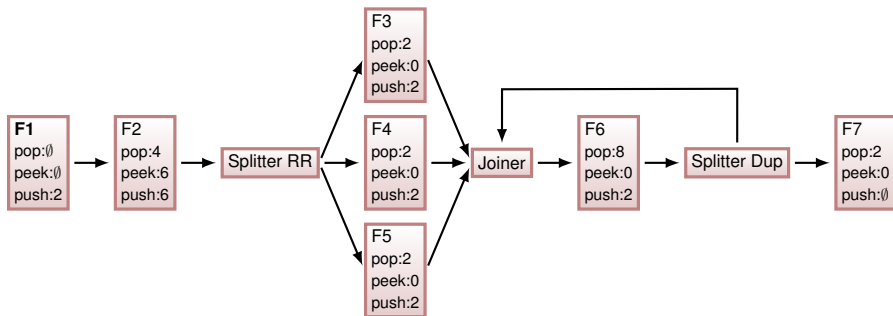 F1
pop:∅
peek:∅
push:2
F2
pop:4
peek:6
push:6
Splitter RR
F3
pop:2
peek:0
push:2
F4
pop:2
peek:0
push:2
F5
pop:2
peek:0
push:2
Joiner
F6
pop:8
peek:0
push:2
Splitter Dup
F7
pop:2
peek:0
push:∅